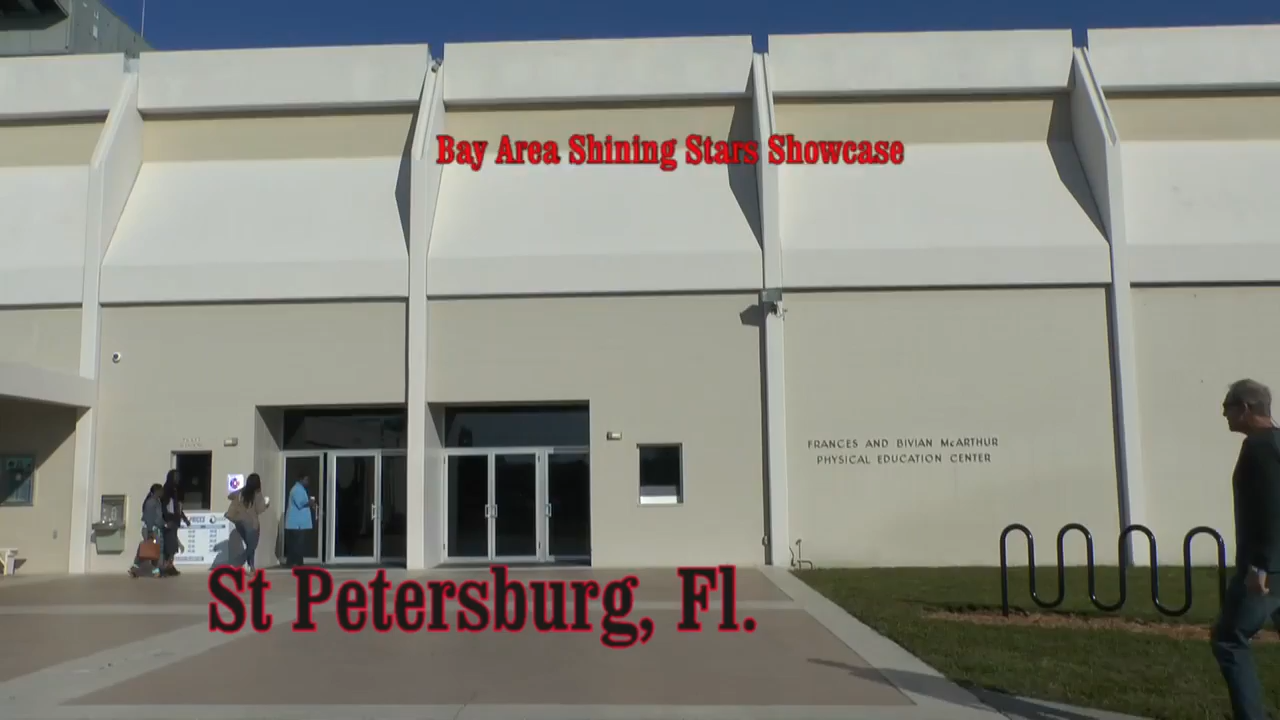 Bay Area Shining Stars Showcase
FRANCES AND BIVIAN McARTHUR
PHYSICAL EDUCATION CENTER
St Petersburg, Fl.